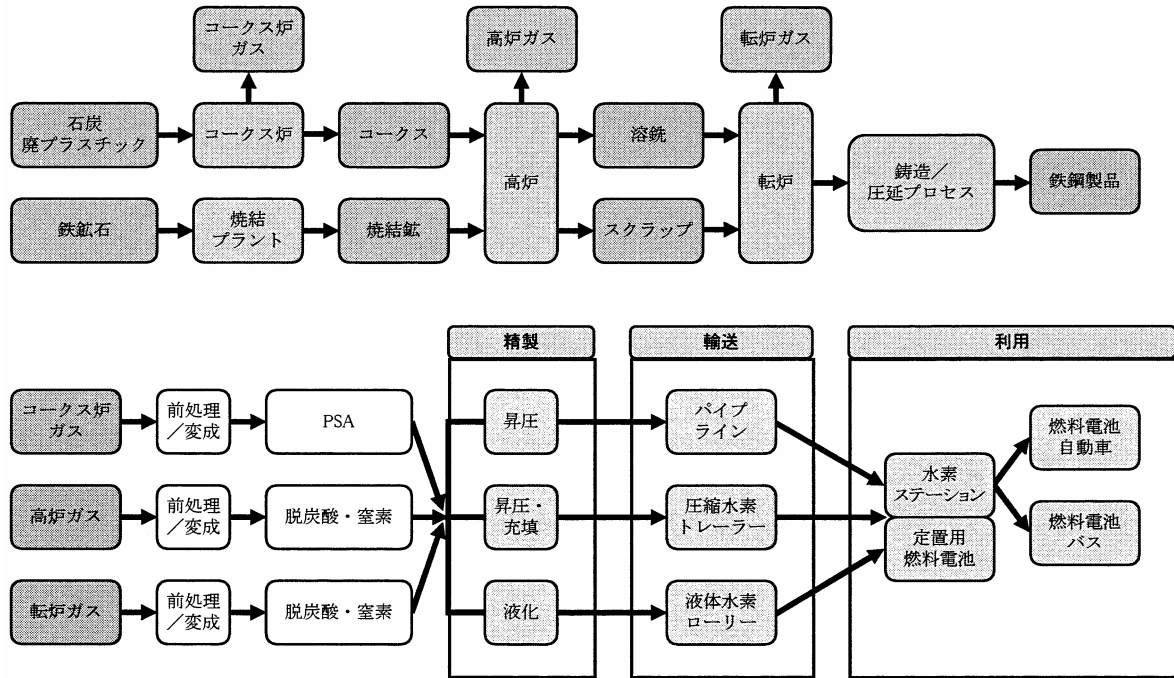 コークス炉
ガス
高炉ガス
転炉ガス
石炭
廃プラスチック
コークス炉
コークス
高炉
溶銑
転炉
鋳造／
圧延プロセス
鉄鋼製品
鉄鉱石
焼結
プラント
焼結鉱
スクラップ
精製
輸送
利用
コークス炉
ガス
前処理
／変成
PSA
昇圧
パイプ
ライン
燃料電池
自動車
水素
ステーション
高炉ガス
前処理
／変成
脱炭酸・窒素
昇圧・
充填
圧縮水素
トレーラー
定置用
燃料電池
燃料電池
バス
転炉ガス
前処理
／変成
脱炭酸・窒素
液化
液体水素
ローリー